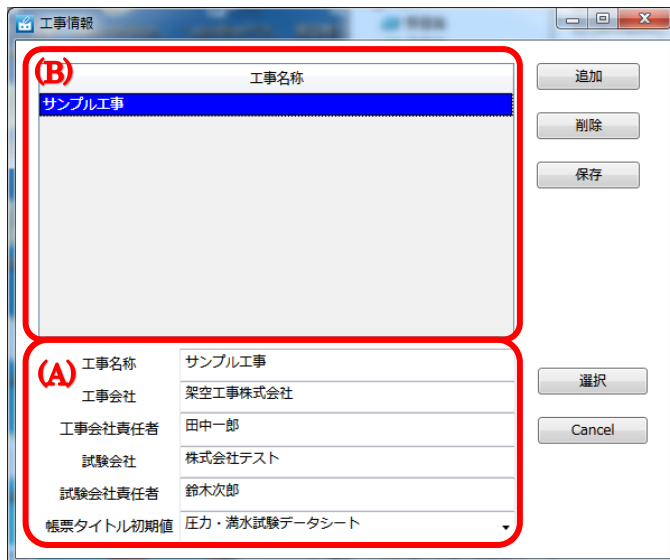 工事情報
(B)
工事名称
サンプル工事
追加
削除
保存
(A)
工事名称 サンプル工事
工事会社 架空工事株式会社
工事会社責任者 田中一郎
試験会社 株式会社テスト
試験会社責任者 鈴木次郎
帳票タイトル初期値 圧力・満水試験データシート
選択
Cancel